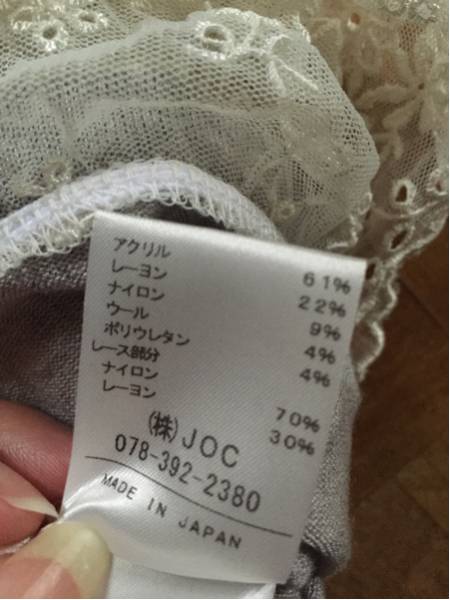 アクリル 61%
レーヨン 22%
ナイロン 9%
ウール 4%
ポリウレタン 4%
レース部分
ナイロン 70%
レーヨン 30%
(株)JOC
078-392-2380
MADE IN JAPAN